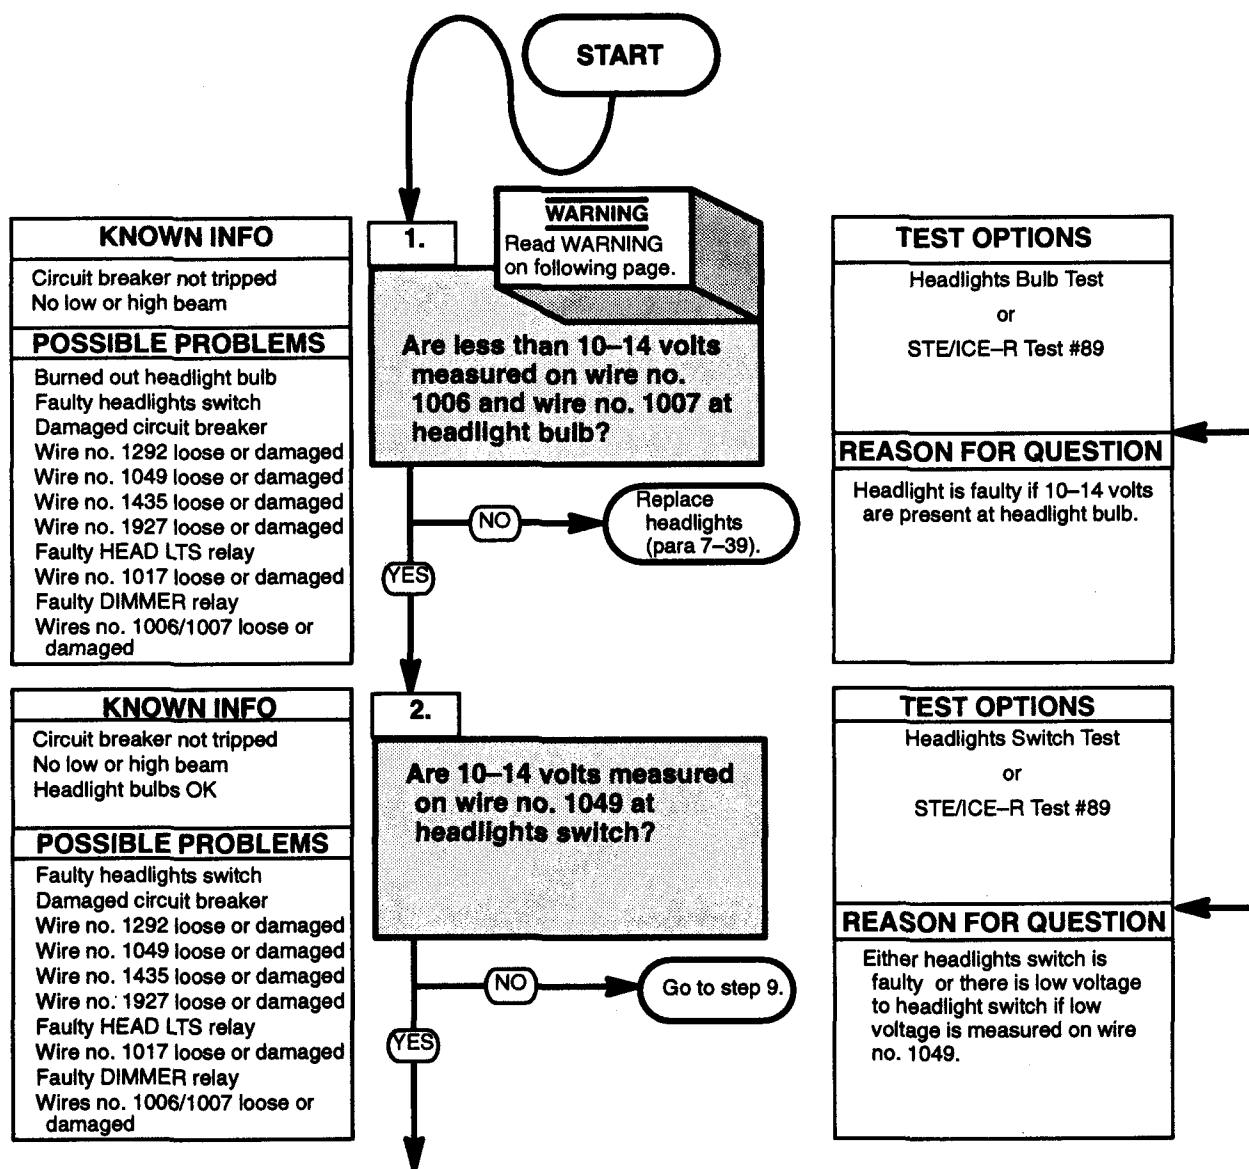 START
WARNING
Read WARNING
on following page.
KNOWN INFO
Circuit breaker not tripped
No low or high beam
POSSIBLE PROBLEMS
Burned out headlight bulb
Faulty headlights switch
Damaged circuit breaker
Wire no. 1292 loose or damaged
Wire no. 1049 loose or damaged
Wire no. 1435 loose or damaged
Wire no. 1927 loose or damaged
Faulty HEAD LTS relay
Wire no. 1017 loose or damaged
Faulty DIMMER relay
Wires no. 1006/1007 loose or
damaged
1.
Are less than 10–14 volts
measured on wire no.
1006 and wire no. 1007 at
headlight bulb?
NO
Replace
headlights
(para 7–39).
YES
TEST OPTIONS
Headlights Bulb Test
or
STE/ICE–R Test #89
REASON FOR QUESTION
Headlight is faulty if 10–14 volts
are present at headlight bulb.
KNOWN INFO
Circuit breaker not tripped
No low or high beam
Headlight bulbs OK
POSSIBLE PROBLEMS
Faulty headlights switch
Damaged circuit breaker
Wire no. 1292 loose or damaged
Wire no. 1049 loose or damaged
Wire no. 1435 loose or damaged
Wire no. 1927 loose or damaged
Faulty HEAD LTS relay
Wire no. 1017 loose or damaged
Faulty DIMMER relay
Wires no. 1006/1007 loose or
damaged
2.
Are 10–14 volts measured
on wire no. 1049 at
headlights switch?
NO
Go to step 9.
YES
TEST OPTIONS
Headlights Switch Test
or
STE/ICE–R Test #89
REASON FOR QUESTION
Either headlights switch is
faulty or there is low voltage
to headlight switch if low
voltage is measured on wire
no. 1049.